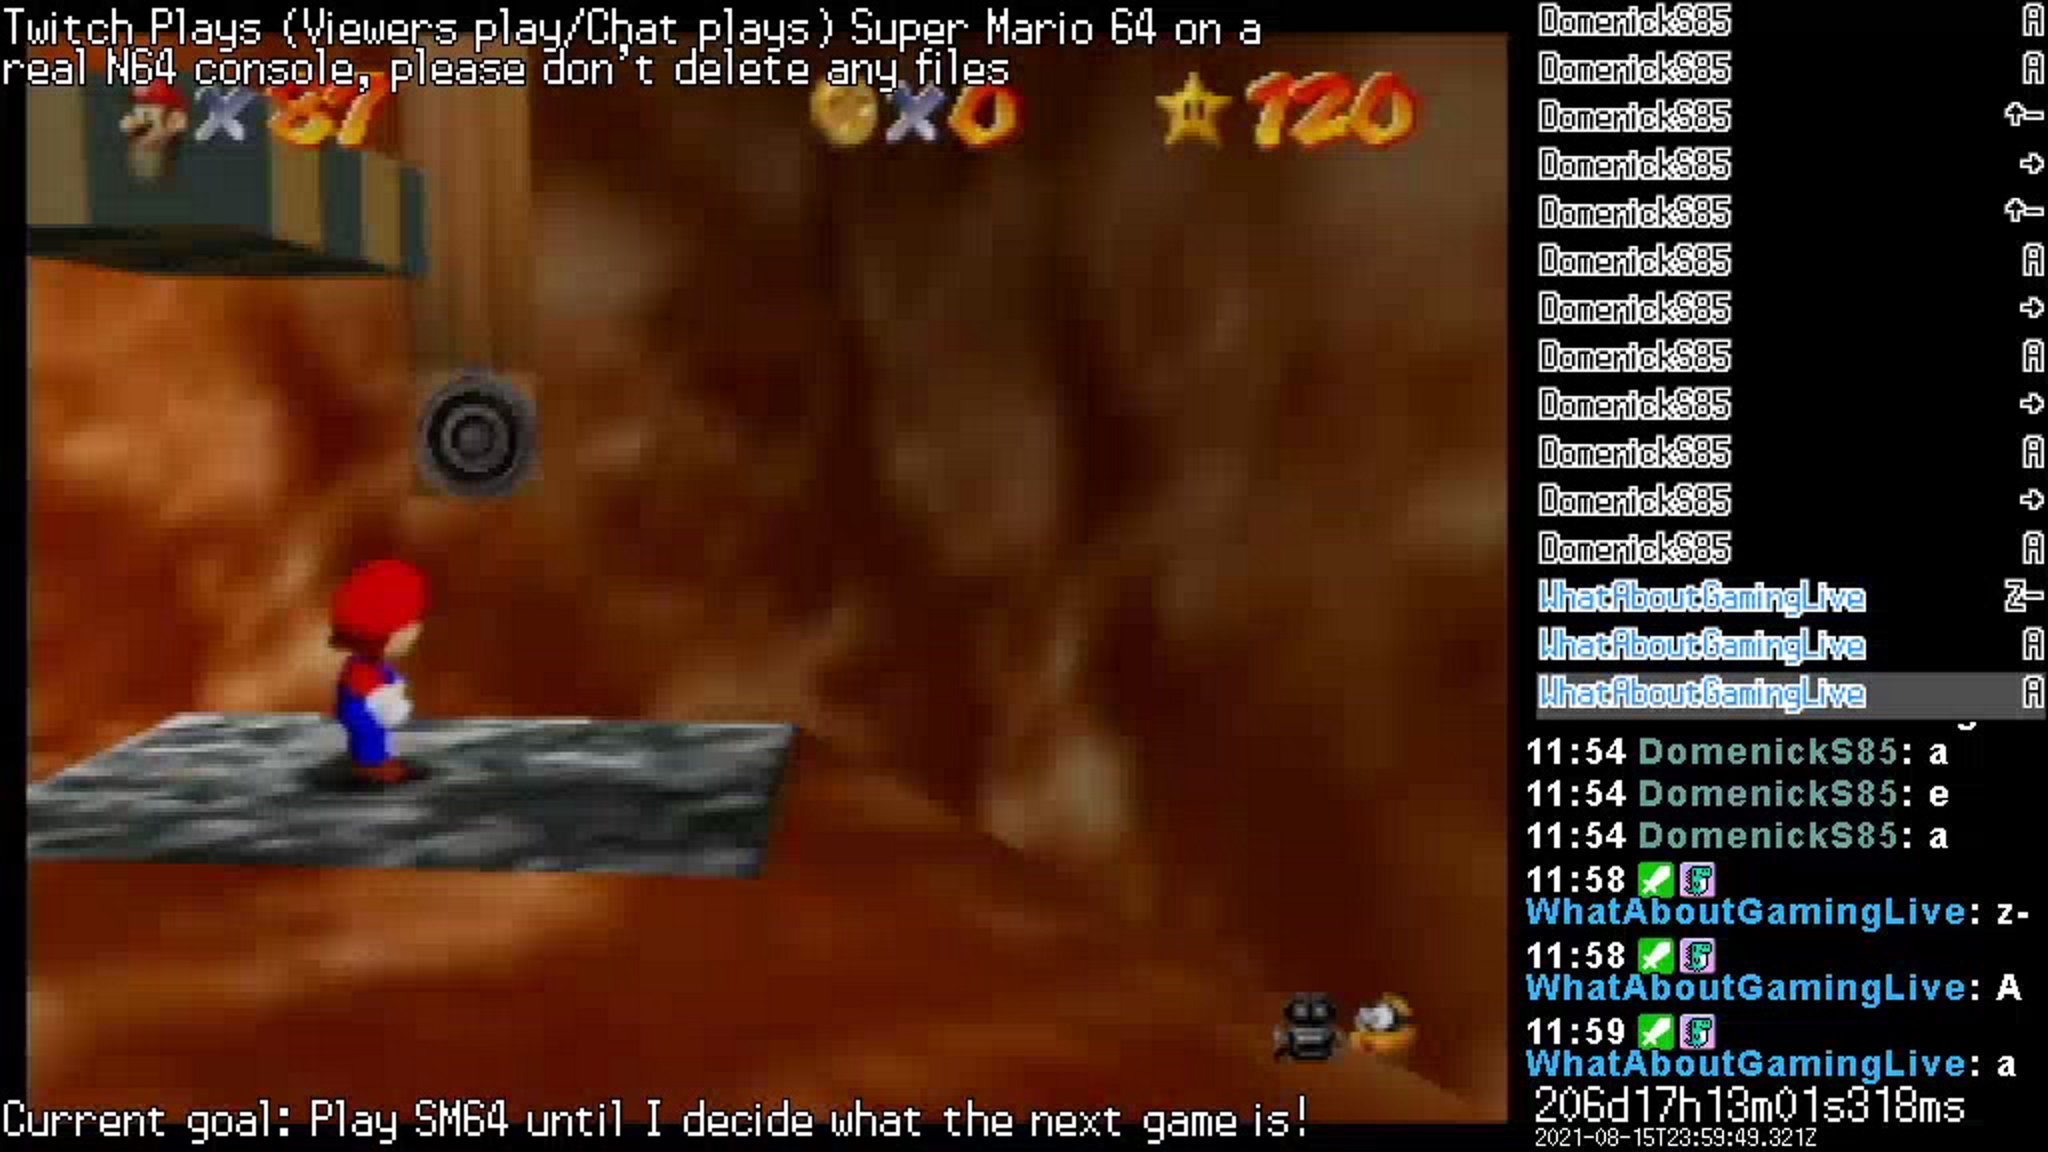 Twitch Plays (Viewers play/Chat plays) Super Mario 64 on a
real N64 console, please don't delete any files
x 87
x 0
120
DomenickS85 A
DomenickS85 A
DomenickS85 ↑-
DomenickS85 →
DomenickS85 ↑-
DomenickS85 A
DomenickS85 →
DomenickS85 A
DomenickS85 →
DomenickS85 A
DomenickS85 →
DomenickS85 A
WhatAboutGamingLive Z-
WhatAboutGamingLive A
WhatAboutGamingLive A
11:54 DomenickS85: a
11:54 DomenickS85: e
11:54 DomenickS85: a
11:58
WhatAboutGamingLive: z-
11:58
WhatAboutGamingLive: A
11:59
WhatAboutGamingLive: a
206d17h13m01s318ms
2021-08-15T23:59:49.321Z
Current goal: Play SM64 until I decide what the next game is!